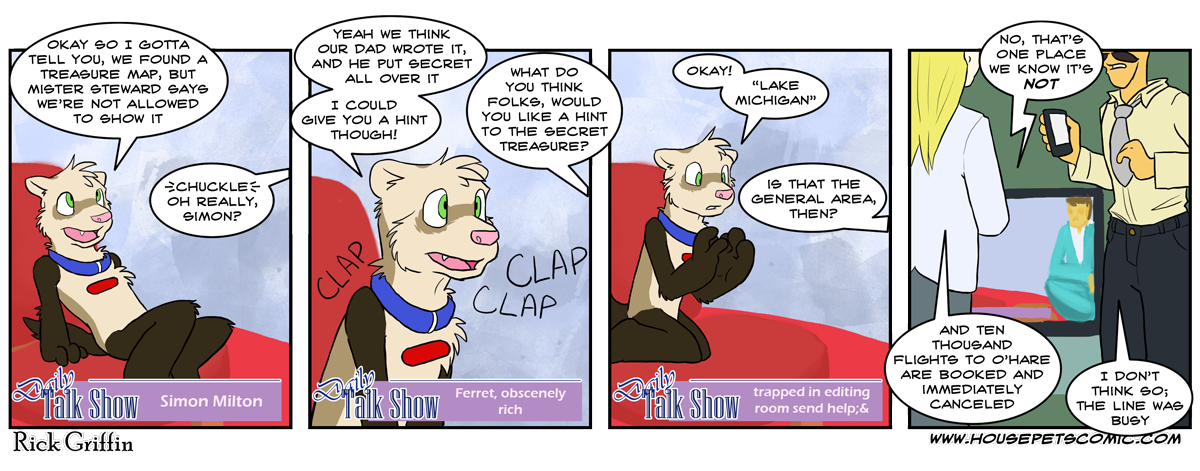 OKAY SO I GOTTA
TELL YOU, WE FOUND A
TREASURE MAP, BUT
MISTER STEWARD SAYS
WE'RE NOT ALLOWED
TO SHOW IT
CHUCKLE
OH REALLY,
SIMON?
Daily
Talk Show
Simon Milton
YEAH WE THINK
OUR DAD WROTE IT,
AND HE PUT SECRET
ALL OVER IT
I COULD
GIVE YOU A HINT
THOUGH!
WHAT DO
YOU THINK
FOLKS, WOULD
YOU LIKE A HINT
TO THE SECRET
TREASURE?
CLAP
CLAP
CLAP
Daily
Talk Show
Ferret, obscenely
rich
OKAY!
"LAKE
MICHIGAN"
IS THAT THE
GENERAL AREA,
THEN?
Daily
Talk Show
trapped in editing
room send help;&
NO, THAT'S
ONE PLACE
WE KNOW IT'S
NOT
AND TEN
THOUSAND
FLIGHTS TO O'HARE
ARE BOOKED AND
IMMEDIATELY
CANCELED
I DON'T
THINK SO;
THE LINE WAS
BUSY
Rick Griffin
WWW.HOUSEPETSCOMIC.COM